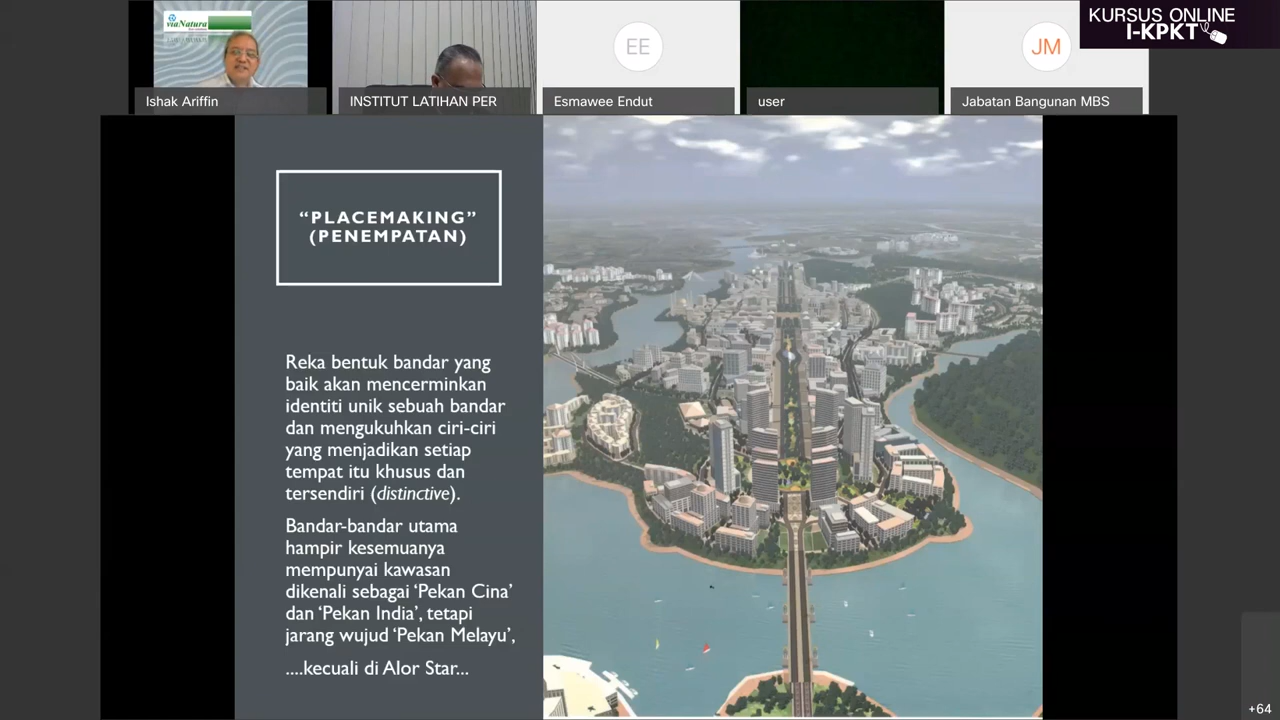 viaNatura
KURSUS ONLINE
I-KPKT
EE
JM
Ishak Ariffin
INSTITUT LATIHAN PER
Esmawee Endut
user
Jabatan Bangunan MBS
“PLACEMAKING”
(PENEMPATAN)
Reka bentuk bandar yang
baik akan mencerminkan
identiti unik sebuah bandar
dan mengukuhkan ciri-ciri
yang menjadikan setiap
tempat itu khusus dan
tersendiri (distinctive).
Bandar-bandar utama
hampir kesemuanya
mempunyai kawasan
dikenali sebagai ‘Pekan Cina’
dan ‘Pekan India’, tetapi
jarang wujud ‘Pekan Melayu’,
....kecuali di Alor Star...
+64